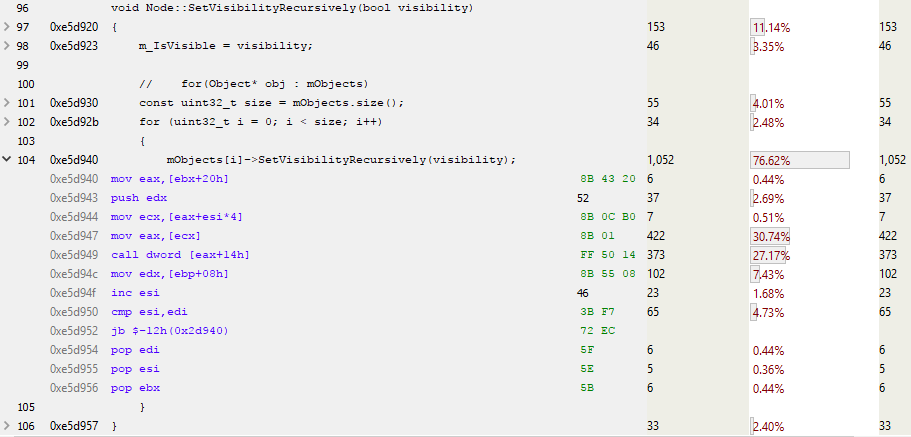 96 void Node::SetVisibilityRecursively(bool visibility)
97 0xe5d920 { 153 11.14% 153
98 0xe5d923 m_IsVisible = visibility; 46 3.35% 46
99
100 // for(Object* obj : mObjects)
101 0xe5d930 const uint32_t size = mObjects.size(); 55 4.01% 55
102 0xe5d92b for (uint32_t i = 0; i < size; i++) 34 2.48% 34
103 {
104 0xe5d940 mObjects[i]->SetVisibilityRecursively(visibility); 1,052 76.62% 1,052
0xe5d940 mov eax,[ebx+20h] 8B 43 20 6 0.44% 6
0xe5d943 push edx 52 37 2.69% 37
0xe5d944 mov ecx,[eax+esi*4] 8B 0C B0 7 0.51% 7
0xe5d947 mov eax,[ecx] 8B 01 422 30.74% 422
0xe5d949 call dword [eax+14h] FF 50 14 373 27.17% 373
0xe5d94c mov edx,[ebp+08h] 8B 55 08 102 7.43% 102
0xe5d94f inc esi 46 23 1.68% 23
0xe5d950 cmp esi,edi 3B F7 65 4.73% 65
0xe5d952 jb $-12h(0x2d940) 72 EC
0xe5d954 pop edi 5F 6 0.44% 6
0xe5d955 pop esi 5E 5 0.36% 5
0xe5d956 pop ebx 5B 6 0.44% 6
105 }
106 0xe5d957 } 33 2.40% 33